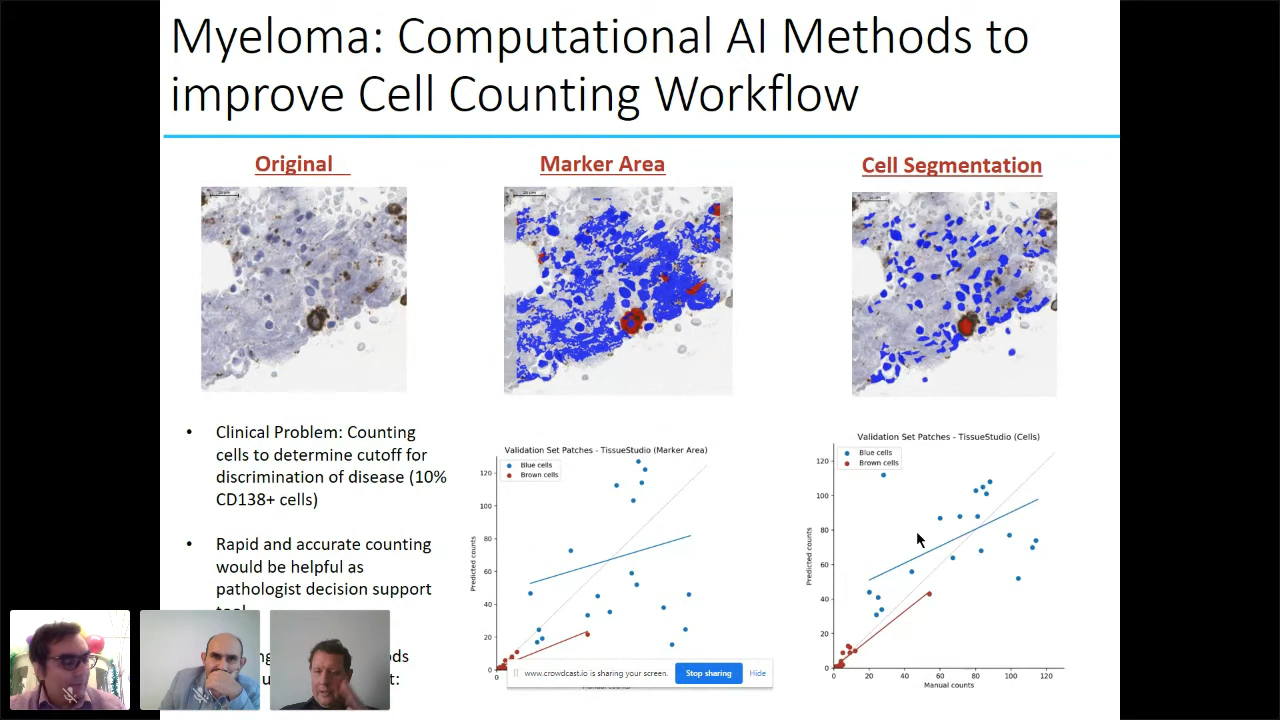 Myeloma: Computational AI Methods to
improve Cell Counting Workflow
Original
Marker Area
Cell Segmentation
• Clinical Problem: Counting
cells to determine cutoff for
discrimination of disease (10%
CD138+ cells)
• Rapid and accurate counting
would be helpful as
pathologist decision support
Validation Set Patches - TissueStudio (Marker Area)
Blue cells
Brown cells
Predicted counts
120
100
80
60
40
20
0
0
Validation Set Patches - TissueStudio (Cells)
Blue cells
Brown cells
Predicted counts
120
100
80
60
40
20
0
0 20 40 60 80 100 120
Manual counts
www.crowdcast.io is sharing your screen.
Stop sharing
Hide